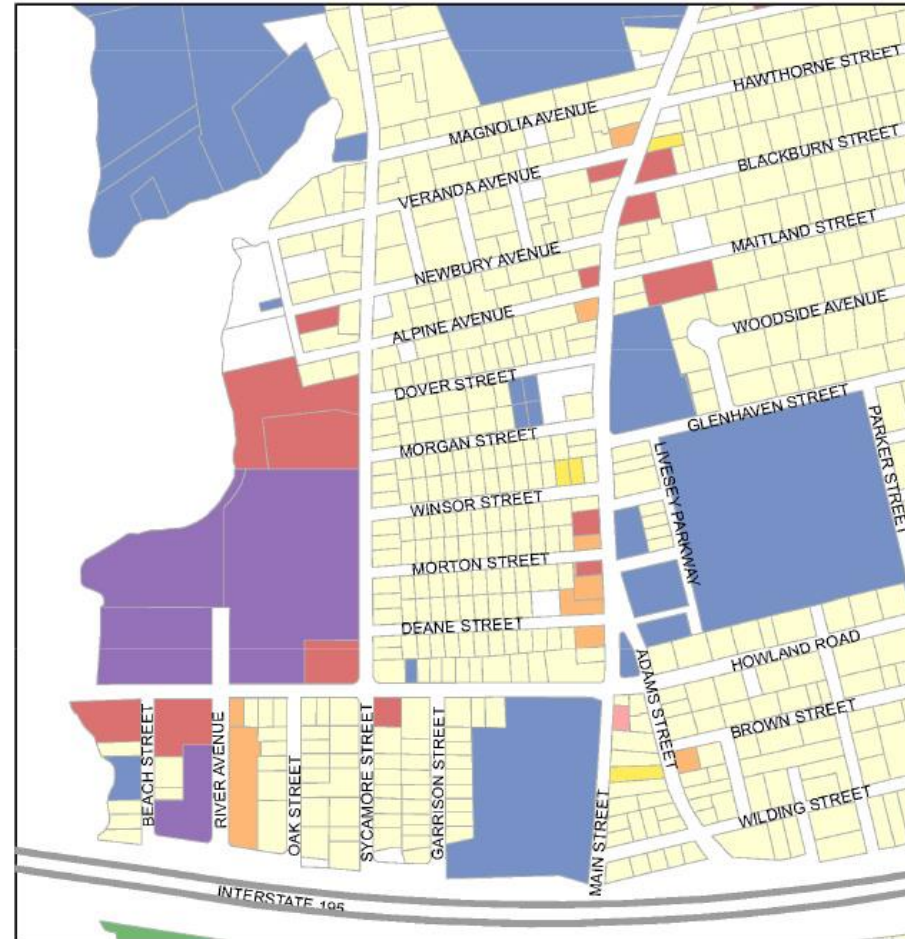 HAWTHORNE STREET
MAGNOLIA AVENUE
BLACKBURN STREET
VERANDA AVENUE
MAITLAND STREET
NEWBURY AVENUE
WOODSIDE AVENUE
ALPINE AVENUE
DOVER STREET
GLENHAVEN STREET
PARKER STREET
MORGAN STREET
LIVESEY PARKWAY
WINSOR STREET
MORTON STREET
DEANE STREET
HOWLAND ROAD
ADAMS STREET
BROWN STREET
BEACH STREET
RIVER AVENUE
OAK STREET
SYCAMORE STREET
GARRISON STREET
MAIN STREET
WILDING STREET
INTERSTATE 195